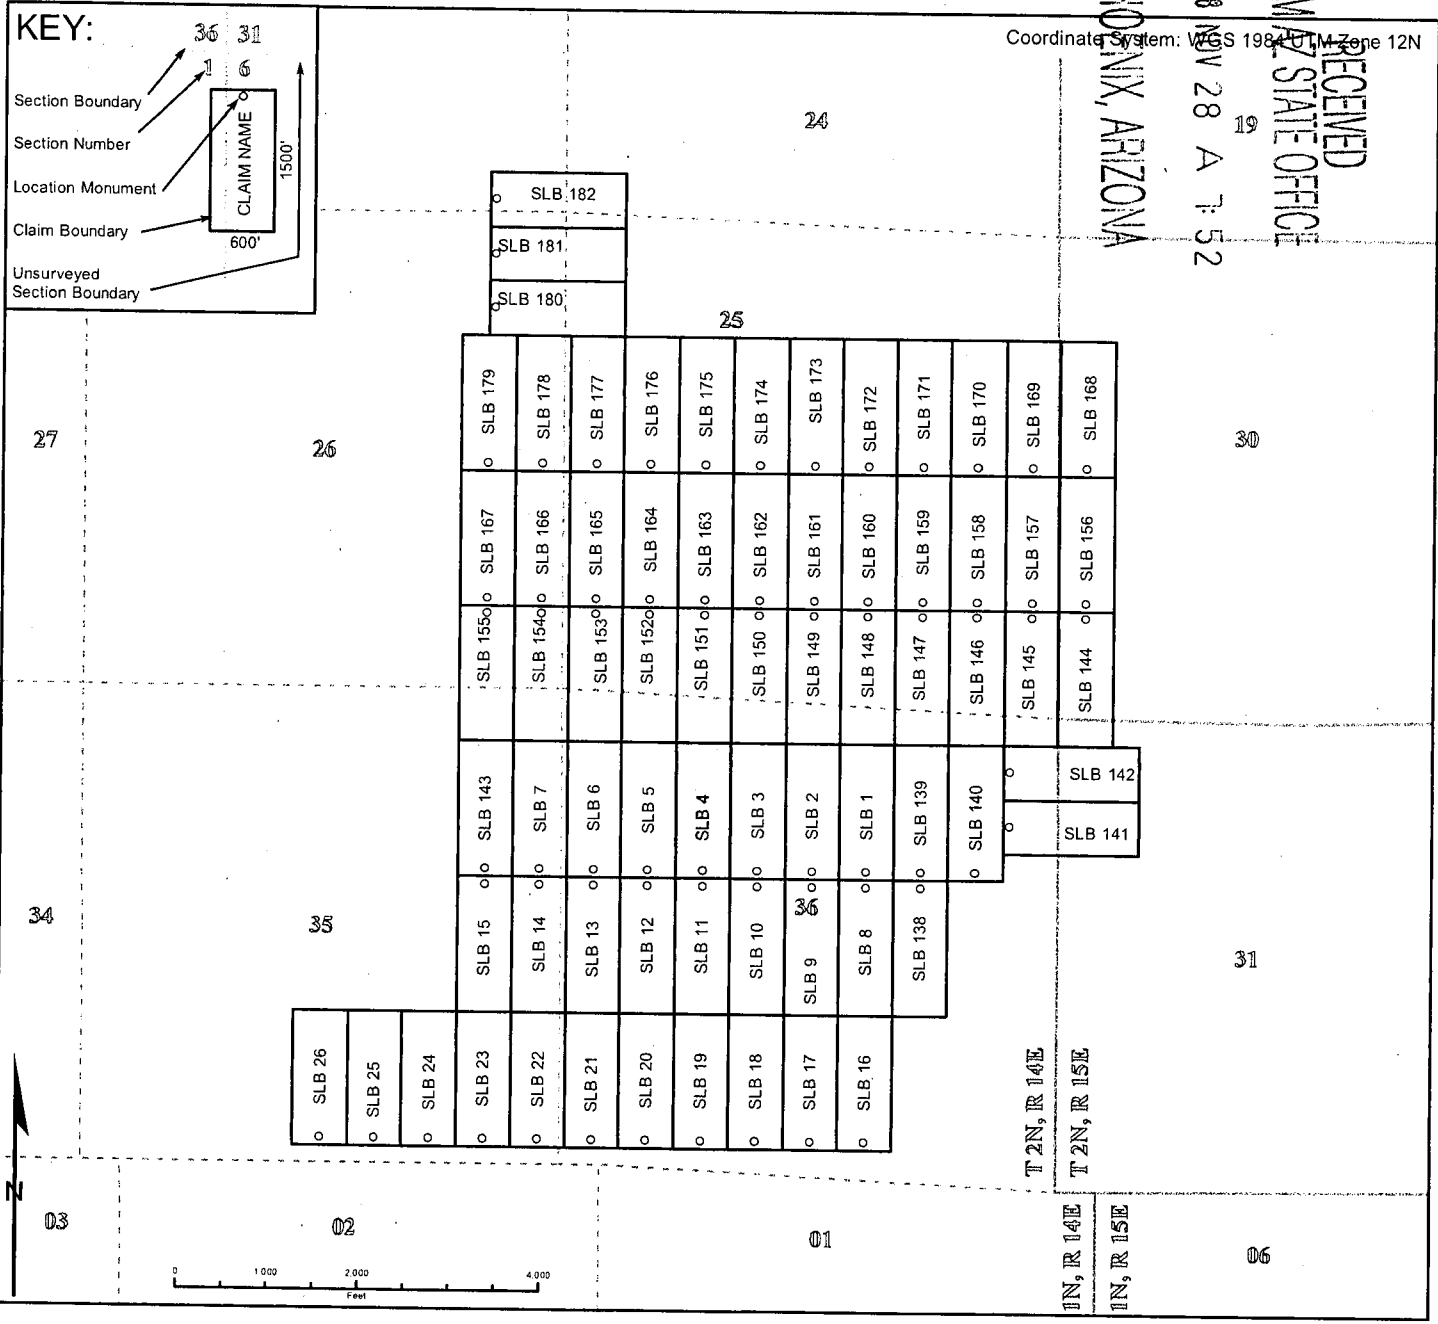 KEY:
36 31
1 6
Section Boundary
Section Number
Location Monument
Claim Boundary
Unsurveyed
Section Boundary
CLAIM NAME
1500'
600'
Coordinate System: WGS 1984 UTM Zone 12N
RECEIVED
AZ STATE OFFICE
28 A 7:52
ARIZONA
24
19
SLB 182
SLB 181
SLB 180
25
27
26
30
SLB 179
SLB 178
SLB 177
SLB 176
SLB 175
SLB 174
SLB 173
SLB 172
SLB 171
SLB 170
SLB 169
SLB 168
SLB 167
SLB 166
SLB 165
SLB 164
SLB 163
SLB 162
SLB 161
SLB 160
SLB 159
SLB 158
SLB 157
SLB 156
SLB 155
SLB 154
SLB 153
SLB 152
SLB 151
SLB 150
SLB 149
SLB 148
SLB 147
SLB 146
SLB 145
SLB 144
SLB 143
SLB 7
SLB 6
SLB 5
SLB 4
SLB 3
SLB 2
SLB 1
SLB 139
SLB 140
SLB 142
SLB 141
34
35
36
31
SLB 15
SLB 14
SLB 13
SLB 12
SLB 11
SLB 10
SLB 9
SLB 8
SLB 138
SLB 26
SLB 25
SLB 24
SLB 23
SLB 22
SLB 21
SLB 20
SLB 19
SLB 18
SLB 17
SLB 16
T 2N, R 14E
T 2N, R 15E
N
03
02
01
06
1N, R 14E
1N, R 15E
0 1,000 2,000 4,000
Feet